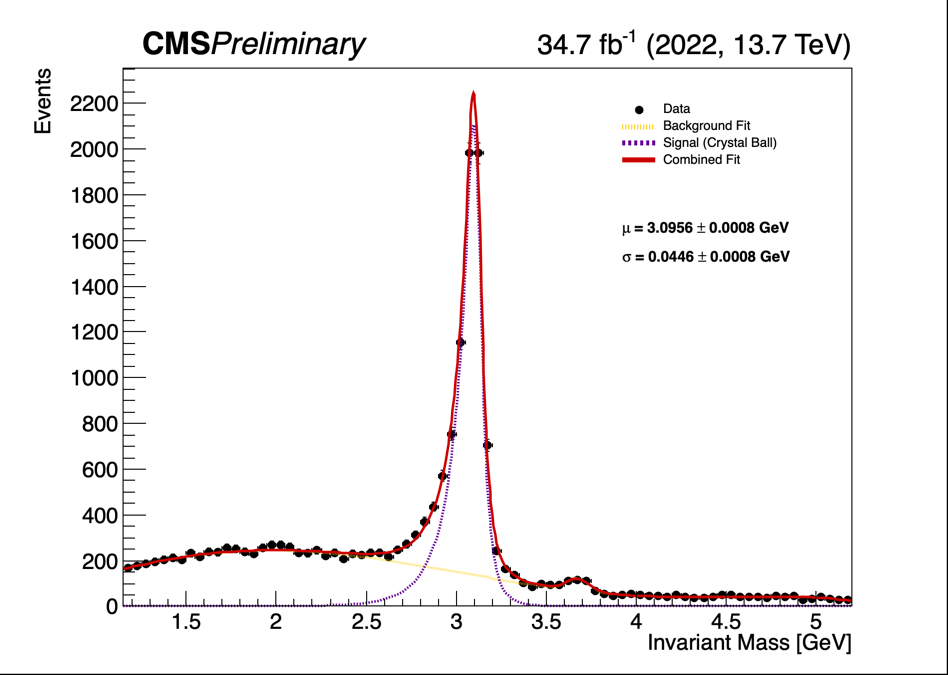 CMSPreliminary 34.7 fb⁻¹ (2022, 13.7 TeV)
Events
2200
2000
1800
1600
1400
1200
1000
800
600
400
200
0
Data
Background Fit
Signal (Crystal Ball)
Combined Fit
μ = 3.0956 ± 0.0008 GeV
σ = 0.0446 ± 0.0008 GeV
1.5 2 2.5 3 3.5 4 4.5 5
Invariant Mass [GeV]